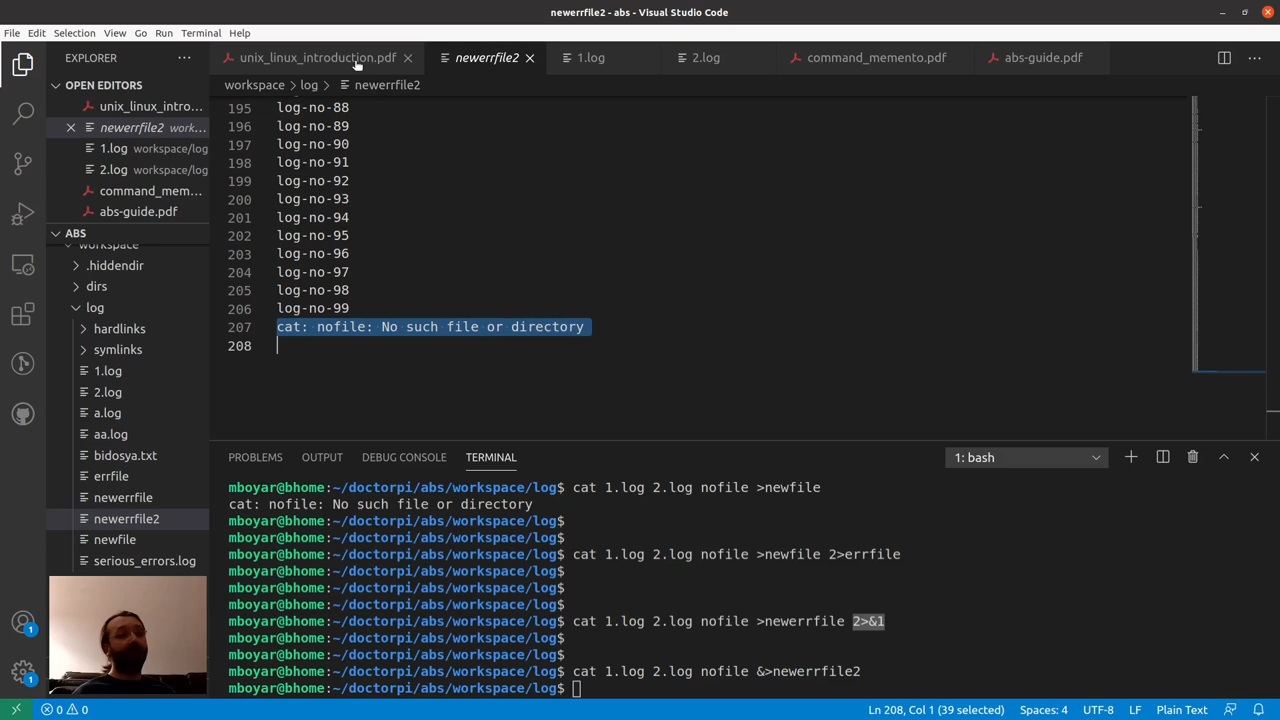 newerrfile2 - abs - Visual Studio Code
File Edit Selection View Go Run Terminal Help
EXPLORER
unix_linux_introduction.pdf
newerrfile2
1.log
2.log
command_memento.pdf
abs-guide.pdf
OPEN EDITORS
unix_linux_intro...
newerrfile2 work...
1.log workspace/log
2.log workspace/log
command_mem...
abs-guide.pdf
ABS
workspace
.hiddendir
dirs
log
hardlinks
symlinks
1.log
2.log
a.log
aa.log
bidosya.txt
errfile
newerrfile
newerrfile2
newfile
serious_errors.log
workspace > log > newerrfile2
195 log-no-88
196 log-no-89
197 log-no-90
198 log-no-91
199 log-no-92
200 log-no-93
201 log-no-94
202 log-no-95
203 log-no-96
204 log-no-97
205 log-no-98
206 log-no-99
207 cat: nofile: No such file or directory
208
PROBLEMS OUTPUT DEBUG CONSOLE TERMINAL
1: bash
mboyar@bhome:~/doctorpi/abs/workspace/log$ cat 1.log 2.log nofile >newfile
cat: nofile: No such file or directory
mboyar@bhome:~/doctorpi/abs/workspace/log$
mboyar@bhome:~/doctorpi/abs/workspace/log$
mboyar@bhome:~/doctorpi/abs/workspace/log$ cat 1.log 2.log nofile >newfile 2>errfile
mboyar@bhome:~/doctorpi/abs/workspace/log$
mboyar@bhome:~/doctorpi/abs/workspace/log$
mboyar@bhome:~/doctorpi/abs/workspace/log$
mboyar@bhome:~/doctorpi/abs/workspace/log$ cat 1.log 2.log nofile >newerrfile 2>&1
mboyar@bhome:~/doctorpi/abs/workspace/log$
mboyar@bhome:~/doctorpi/abs/workspace/log$
mboyar@bhome:~/doctorpi/abs/workspace/log$ cat 1.log 2.log nofile &>newerrfile2
mboyar@bhome:~/doctorpi/abs/workspace/log$
1
1
0 0
Ln 208, Col 1 (39 selected) Spaces: 4 UTF-8 LF Plain Text